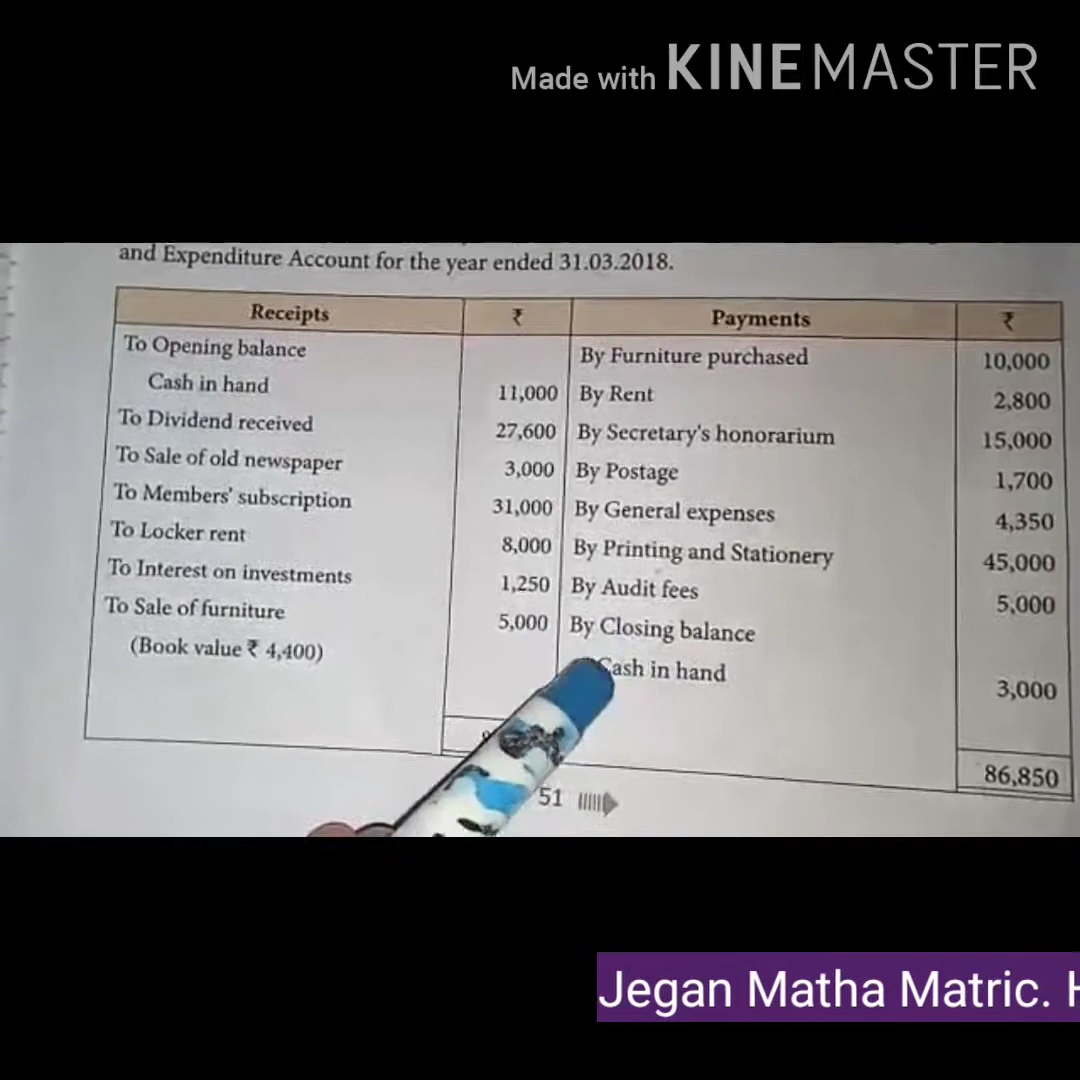 Made with KINEMASTER
and Expenditure Account for the year ended 31.03.2018.
Receipts ₹ Payments ₹
To Opening balance By Furniture purchased 10,000
Cash in hand 11,000 By Rent 2,800
To Dividend received 27,600 By Secretary's honorarium 15,000
To Sale of old newspaper 3,000 By Postage 1,700
To Members' subscription 31,000 By General expenses 4,350
To Locker rent 8,000 By Printing and Stationery 45,000
To Interest on investments 1,250 By Audit fees 5,000
To Sale of furniture 5,000 By Closing balance
(Book value ₹ 4,400) Cash in hand 3,000
86,850
51
Jegan Matha Matric.